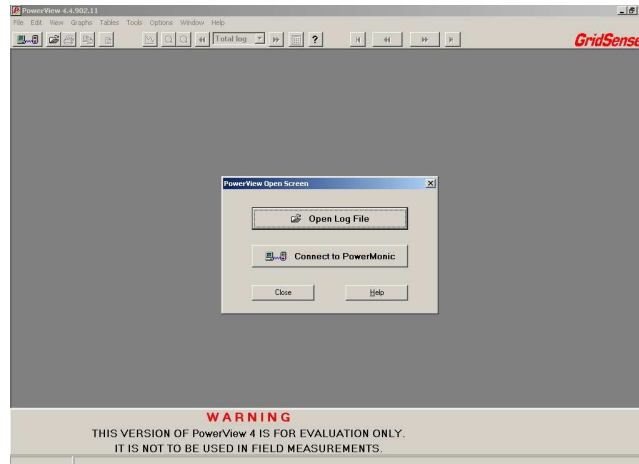 PowerView 4.4.902.11
File Edit View Graphs Tables Tools Options Window Help
Total log
?
GridSense
PowerView Open Screen
Open Log File
Connect to PowerMonic
Close Help
WARNING
THIS VERSION OF PowerView 4 IS FOR EVALUATION ONLY.
IT IS NOT TO BE USED IN FIELD MEASUREMENTS.